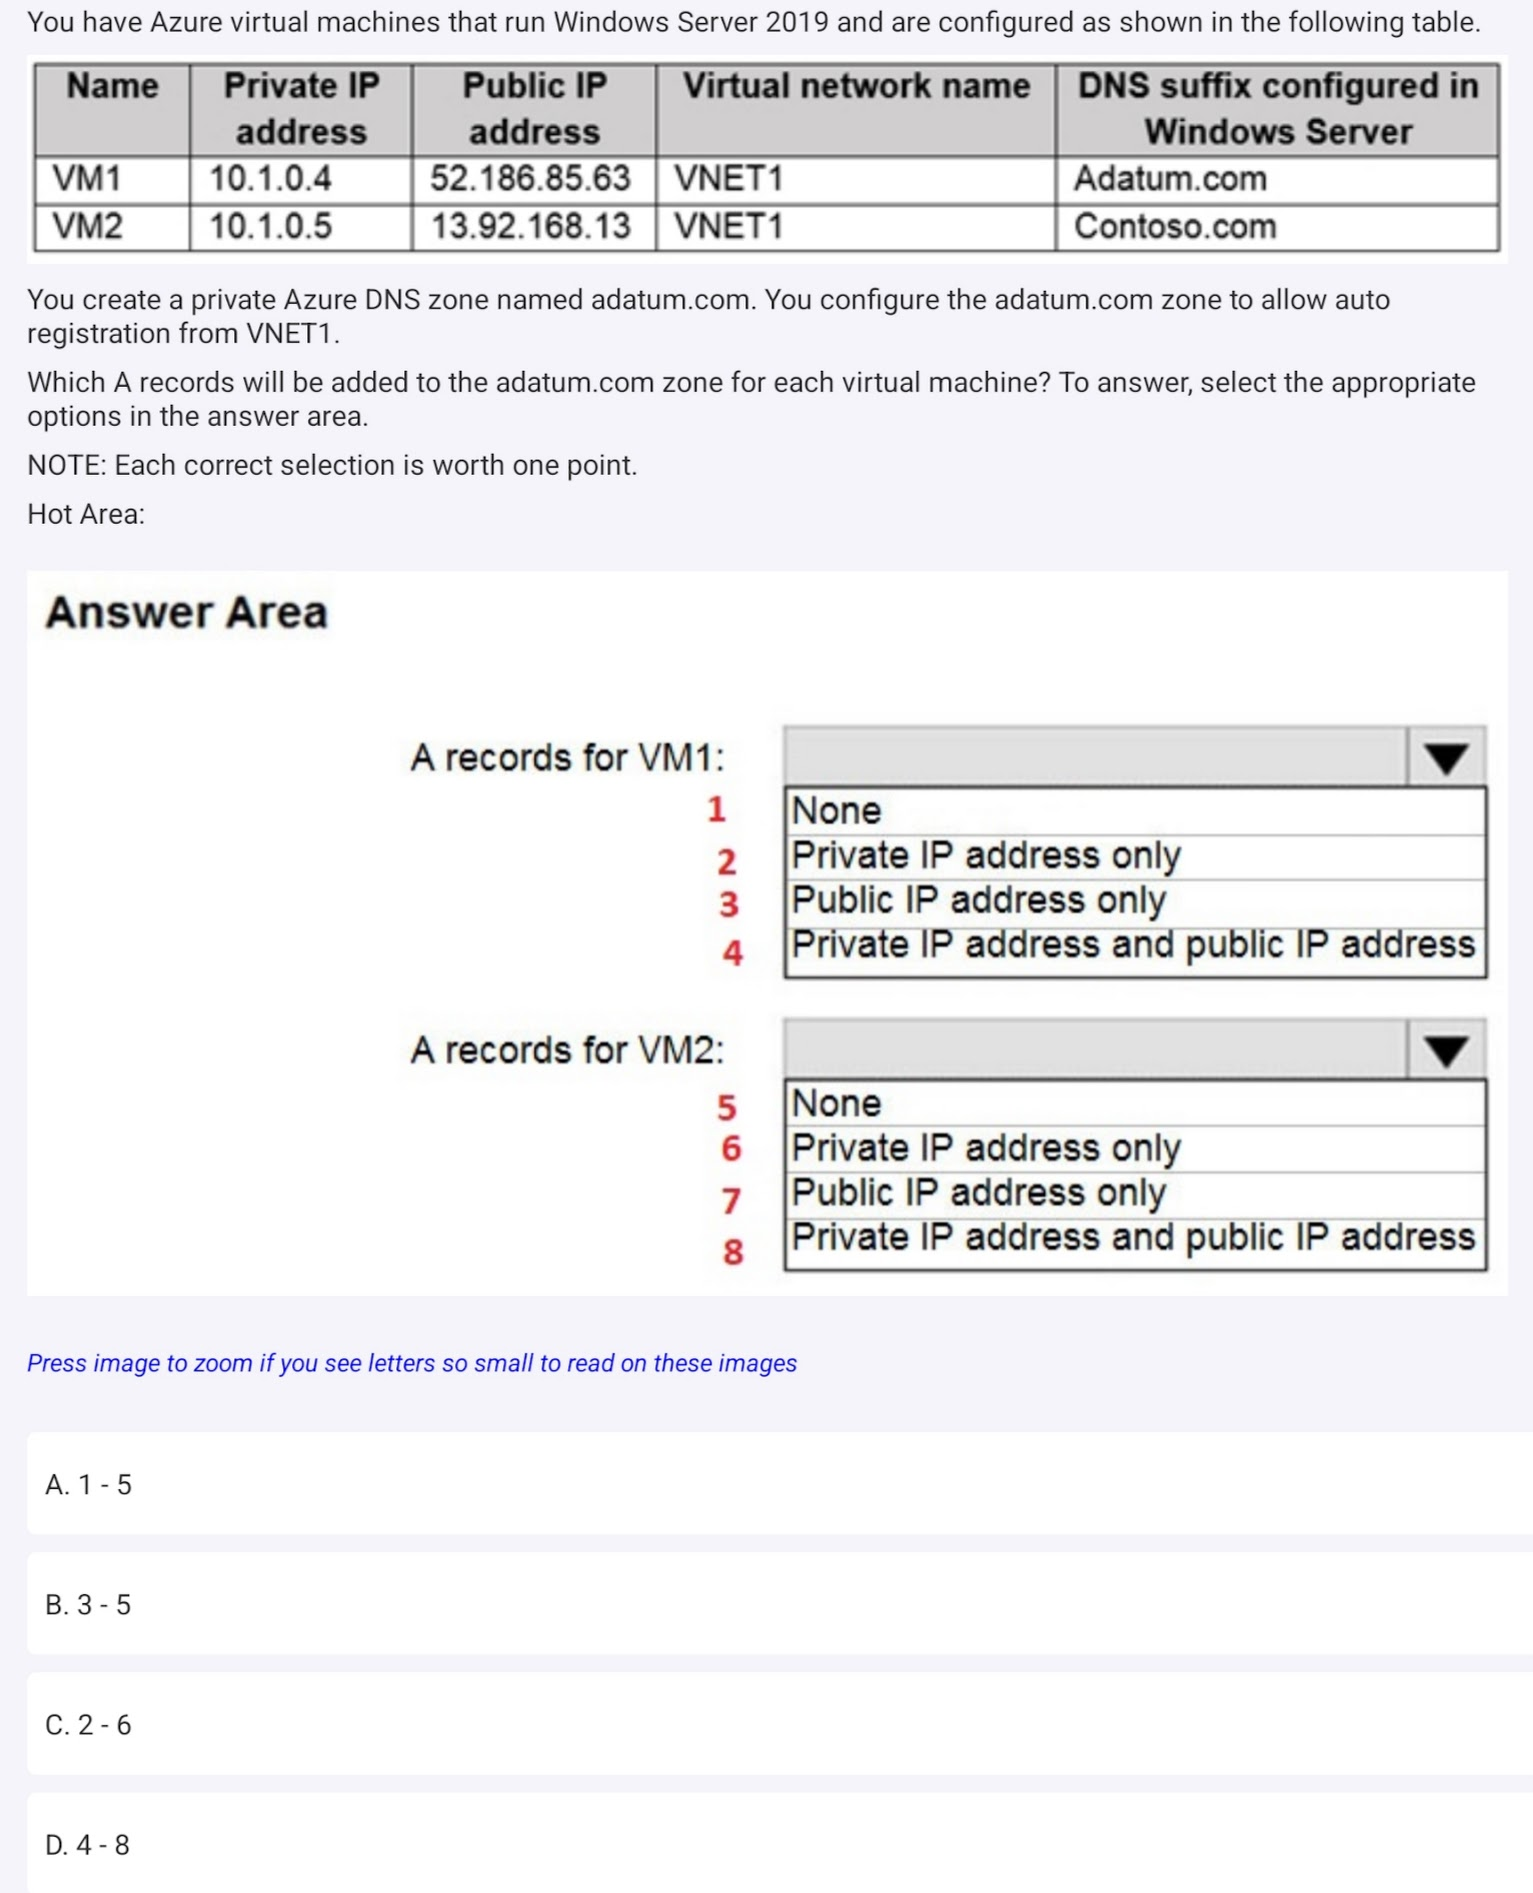 You have Azure virtual machines that run Windows Server 2019 and are configured as shown in the following table.
Name Private IP address Public IP address Virtual network name DNS suffix configured in Windows Server
VM1 10.1.0.4 52.186.85.63 VNET1 Adatum.com
VM2 10.1.0.5 13.92.168.13 VNET1 Contoso.com
You create a private Azure DNS zone named adatum.com. You configure the adatum.com zone to allow auto
registration from VNET1.
Which A records will be added to the adatum.com zone for each virtual machine? To answer, select the appropriate
options in the answer area.
NOTE: Each correct selection is worth one point.
Hot Area:
Answer Area
A records for VM1:
1 None
2 Private IP address only
3 Public IP address only
4 Private IP address and public IP address
A records for VM2:
5 None
6 Private IP address only
7 Public IP address only
8 Private IP address and public IP address
Press image to zoom if you see letters so small to read on these images
A. 1 - 5
B. 3 - 5
C. 2 - 6
D. 4 - 8